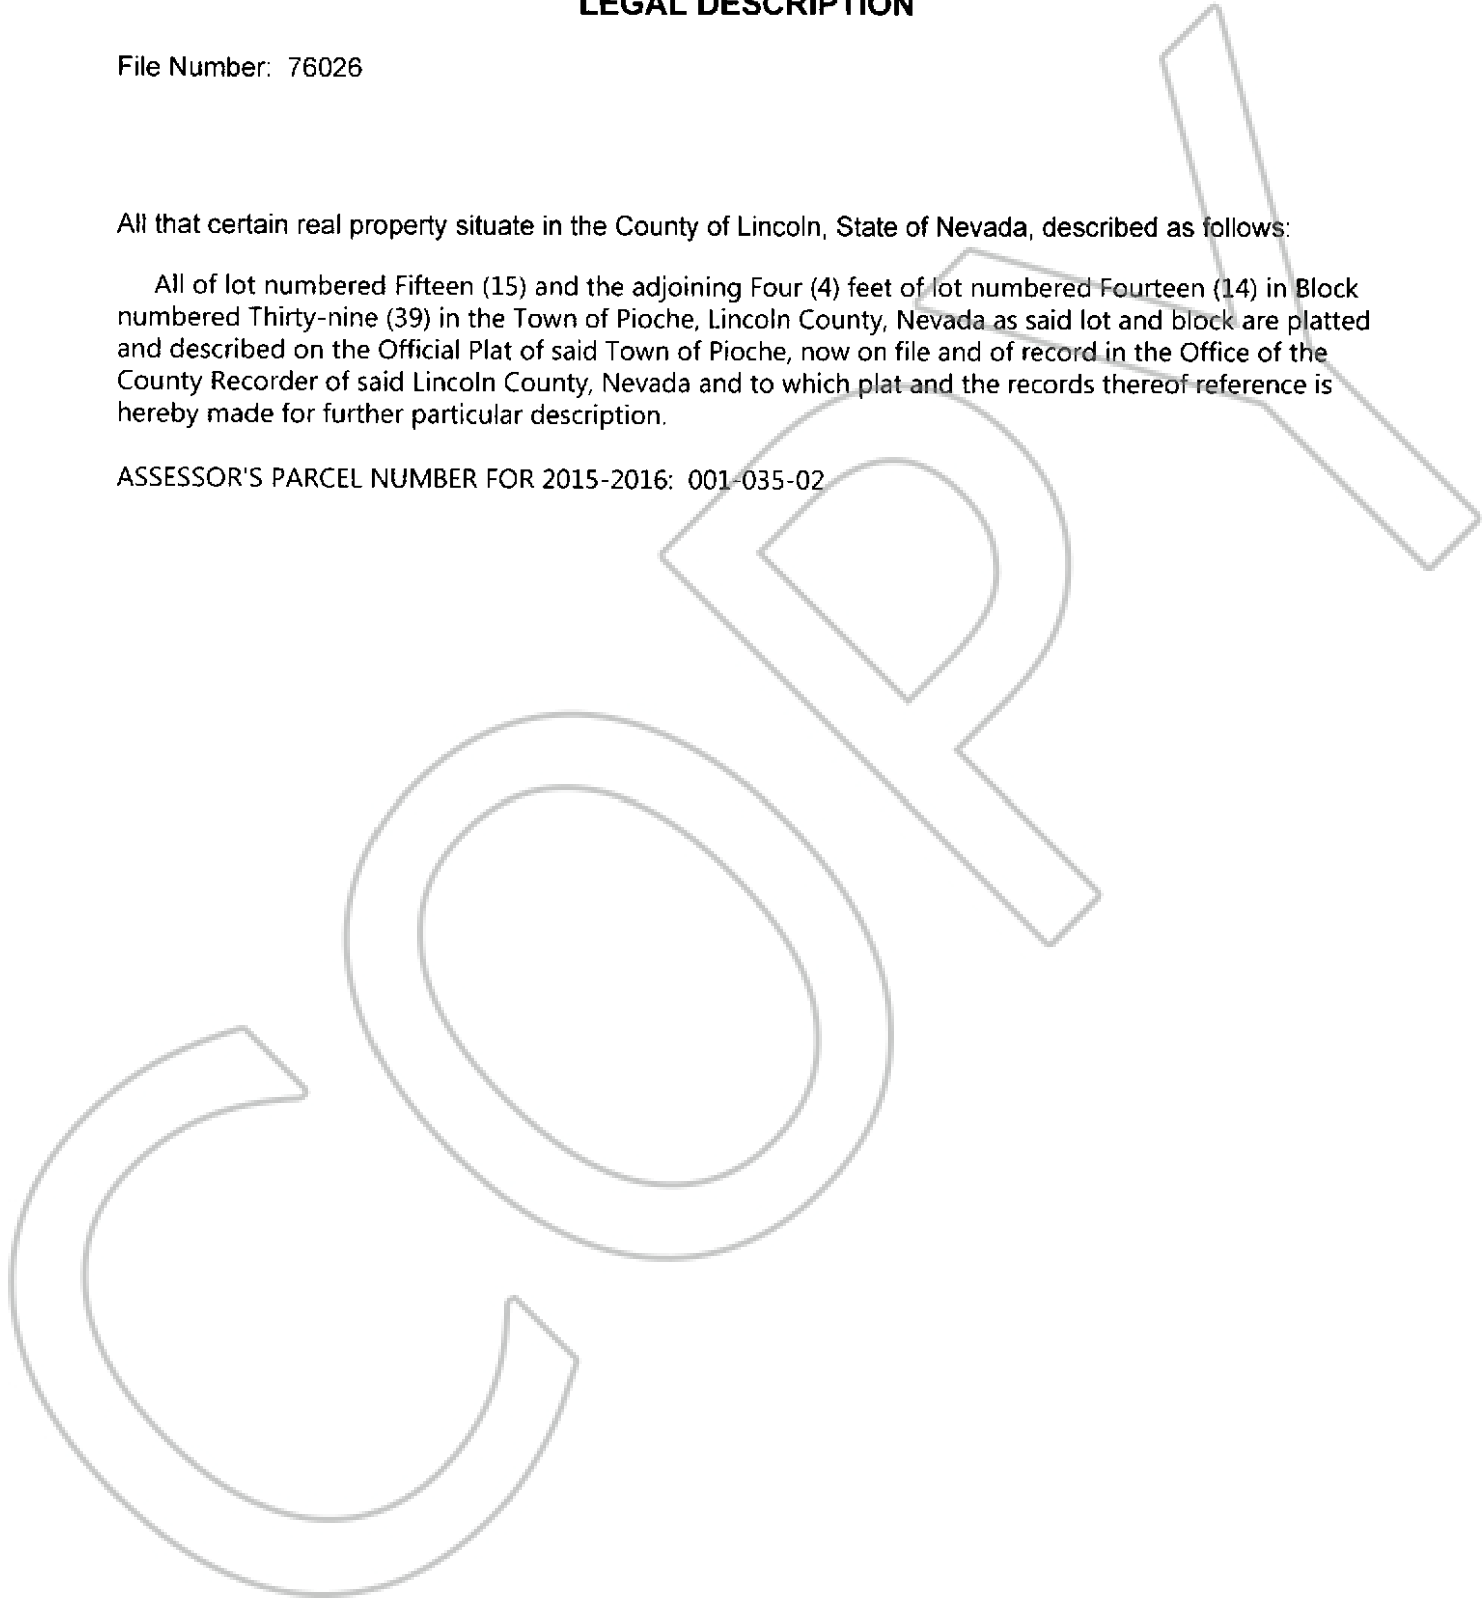 LEGAL DESCRIPTION
File Number: 76026
All that certain real property situate in the County of Lincoln, State of Nevada, described as follows:
All of lot numbered Fifteen (15) and the adjoining Four (4) feet of lot numbered Fourteen (14) in Block
numbered Thirty-nine (39) in the Town of Pioche, Lincoln County, Nevada as said lot and block are platted
and described on the Official Plat of said Town of Pioche, now on file and of record in the Office of the
County Recorder of said Lincoln County, Nevada and to which plat and the records thereof reference is
hereby made for further particular description.
ASSESSOR'S PARCEL NUMBER FOR 2015-2016: 001-035-02
COPY